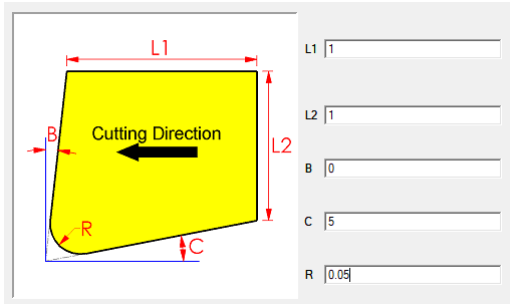 L1
B
Cutting Direction
L2
R
C
L1 1
L2 1
B 0
C 5
R 0.05